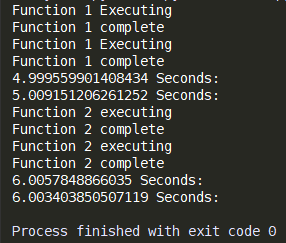 Function 1 Executing
Function 1 complete
Function 1 Executing
Function 1 complete
4.999559901408434 Seconds:
5.009151206261252 Seconds:
Function 2 executing
Function 2 complete
Function 2 executing
Function 2 complete
6.0057848866035 Seconds:
6.003403850507119 Seconds:
Process finished with exit code 0